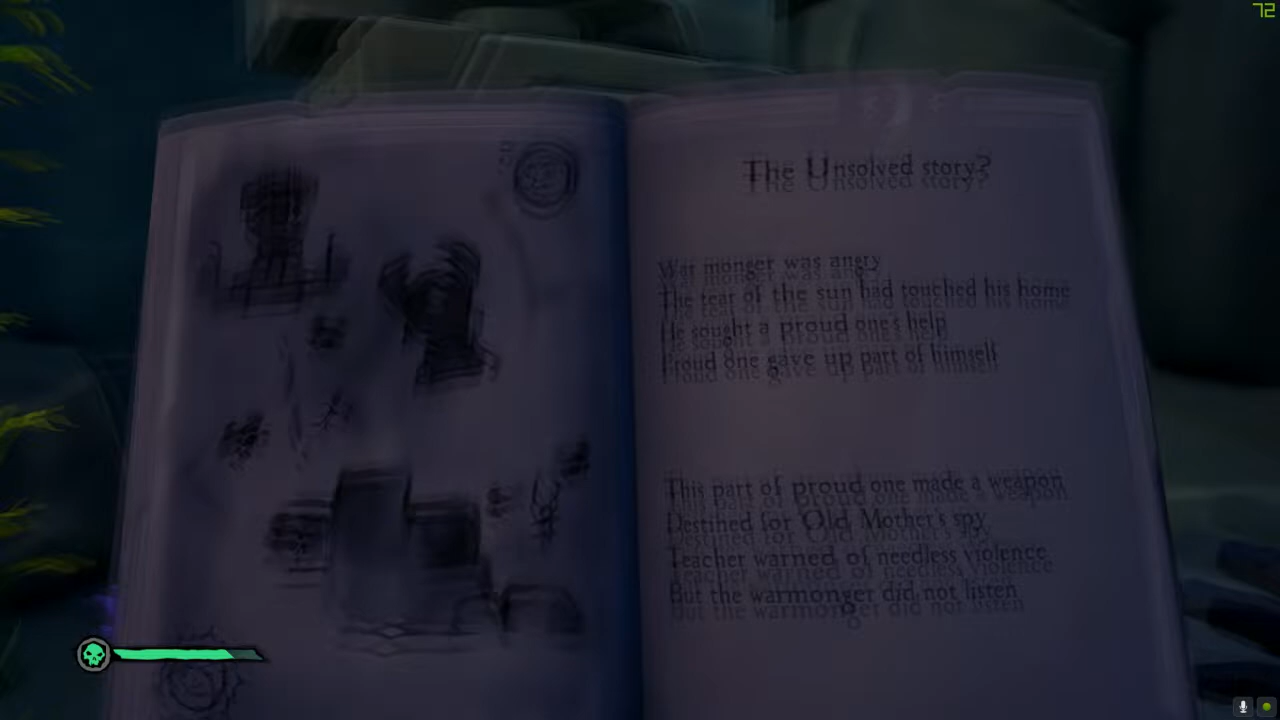 72
The Unsolved story?
War monger was angry
The tear of the sun had touched his home
He sought a proud one's help
Proud one gave up part of himself
This part of proud one made a weapon
Destined for Old Mother's spy
Teacher warned of needless violence
But the warmonger did not listen